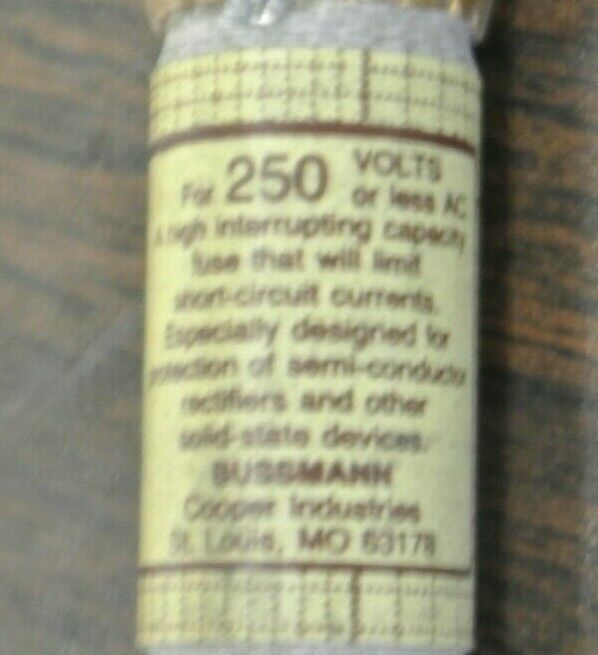 For 250 VOLTS
or less AC
A high interrupting capacity
fuse that will limit
short-circuit currents.
Especially designed for
protection of semi-conductor
rectifiers and other
solid-state devices.
BUSSMANN
Cooper Industries
St. Louis, MO 63178